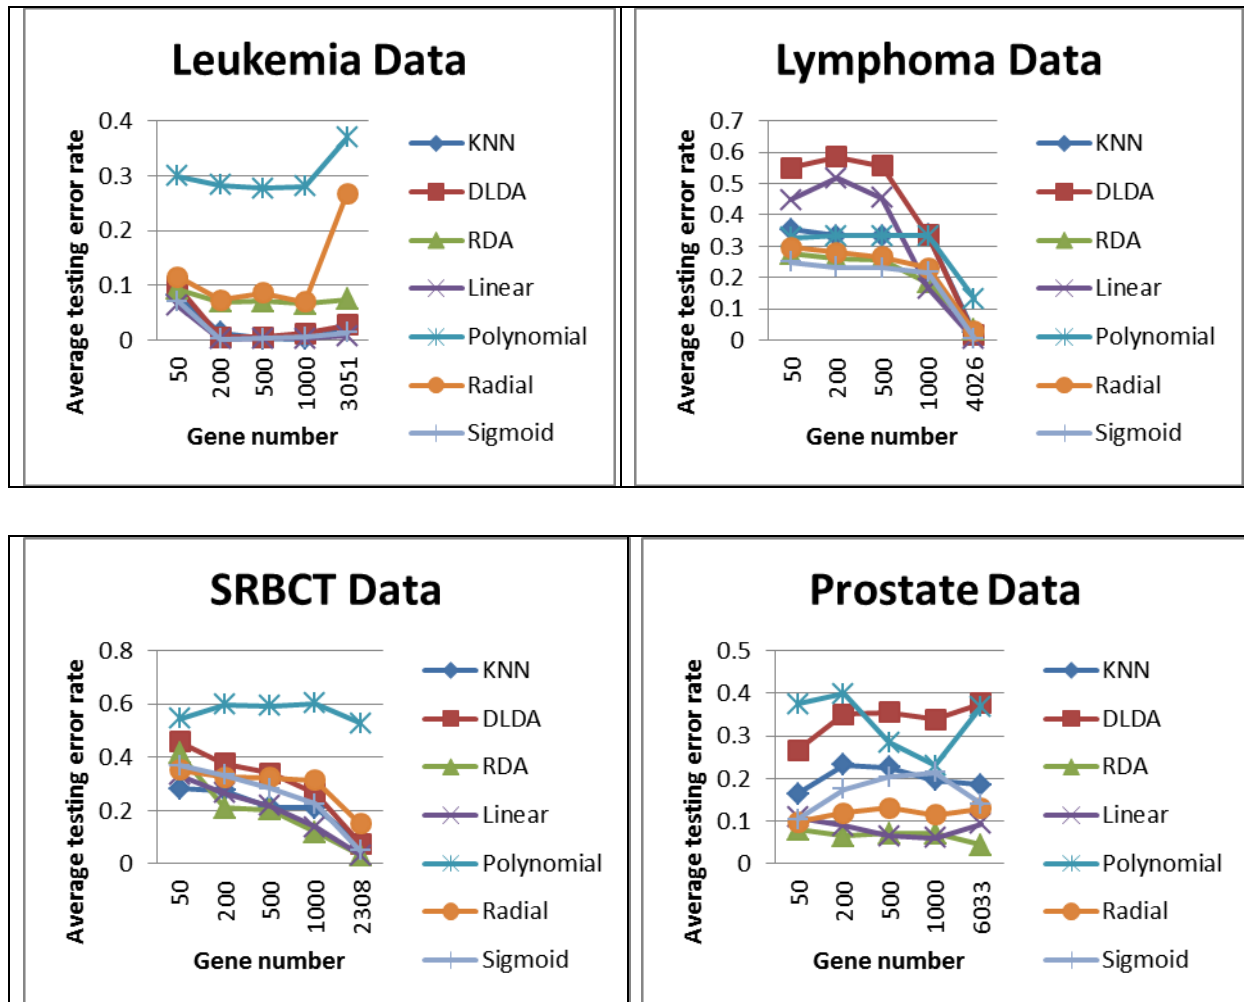 Leukemia Data
Average testing error rate
0.4
0.3
0.2
0.1
0
50
200
500
1000
3051
Gene number
KNN
DLDA
RDA
Linear
Polynomial
Radial
Sigmoid
Lymphoma Data
Average testing error rate
0.7
0.6
0.5
0.4
0.3
0.2
0.1
0
50
200
500
1000
4026
Gene number
KNN
DLDA
RDA
Linear
Polynomial
Radial
Sigmoid
SRBCT Data
Average testing error rate
0.8
0.6
0.4
0.2
0
50
200
500
1000
2308
Gene number
KNN
DLDA
RDA
Linear
Polynomial
Radial
Sigmoid
Prostate Data
Average testing error rate
0.5
0.4
0.3
0.2
0.1
0
50
200
500
1000
6033
Gene number
KNN
DLDA
RDA
Linear
Polynomial
Radial
Sigmoid